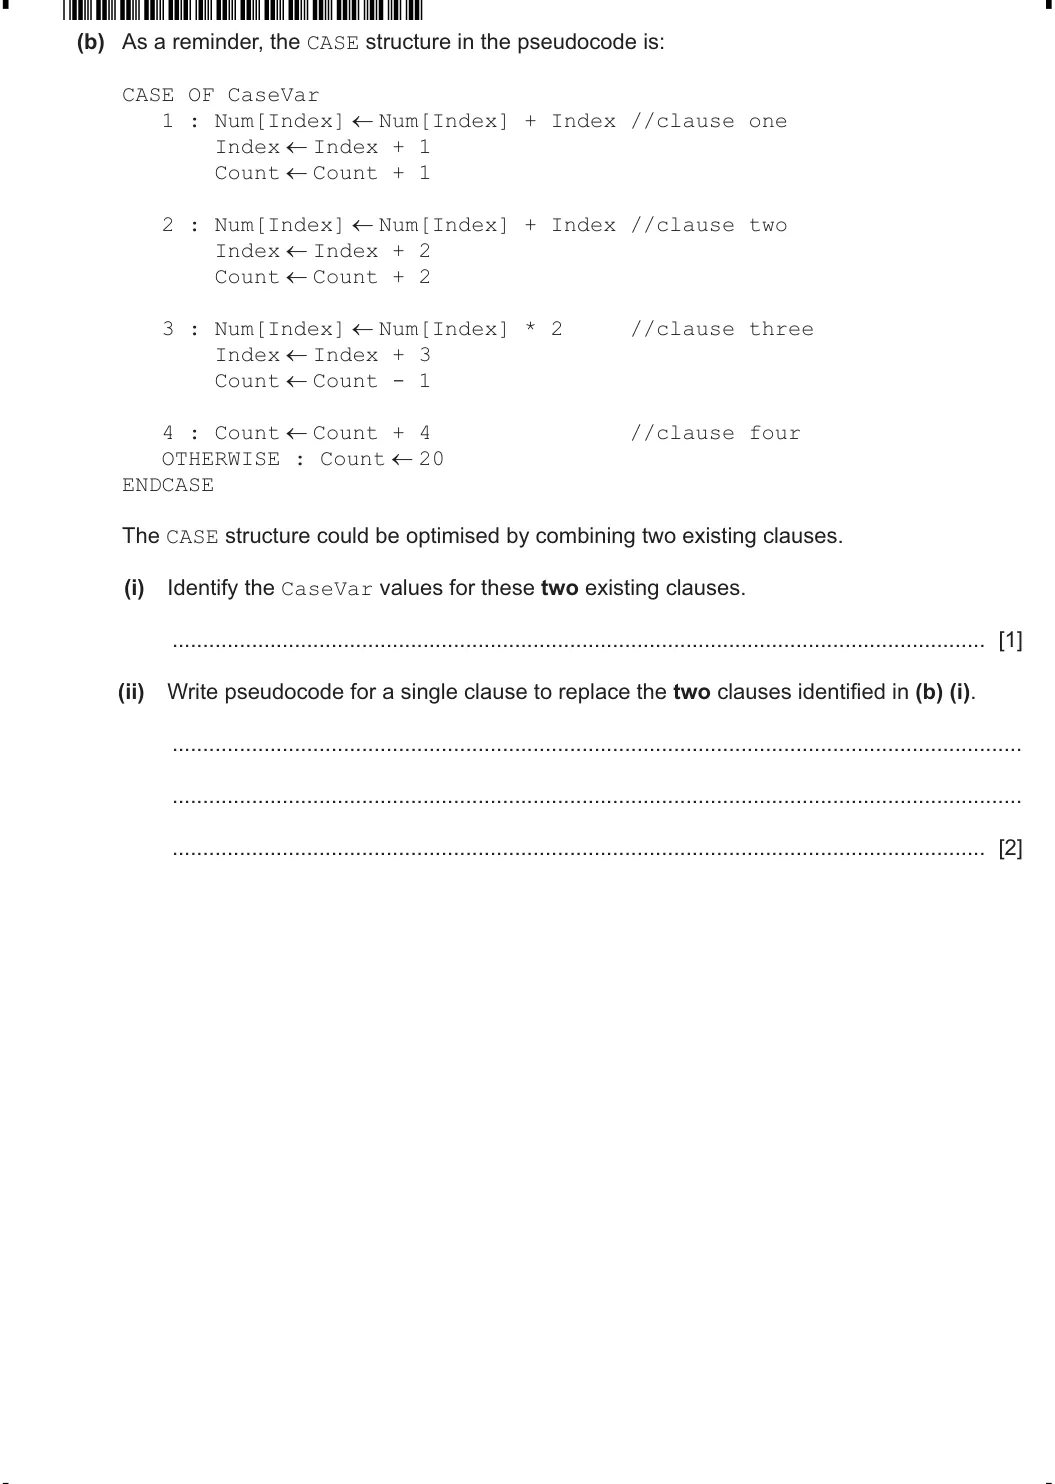 (b) As a reminder, the CASE structure in the pseudocode is:
CASE OF CaseVar
1 : Num[Index] ← Num[Index] + Index //clause one
Index ← Index + 1
Count ← Count + 1
2 : Num[Index] ← Num[Index] + Index //clause two
Index ← Index + 2
Count ← Count + 2
3 : Num[Index] ← Num[Index] * 2 //clause three
Index ← Index + 3
Count ← Count - 1
4 : Count ← Count + 4 //clause four
OTHERWISE : Count ← 20
ENDCASE
The CASE structure could be optimised by combining two existing clauses.
(i) Identify the CaseVar values for these two existing clauses.
.......................................................................................................................................... [1]
(ii) Write pseudocode for a single clause to replace the two clauses identified in (b) (i).
................................................................................................................................................
................................................................................................................................................
.......................................................................................................................................... [2]